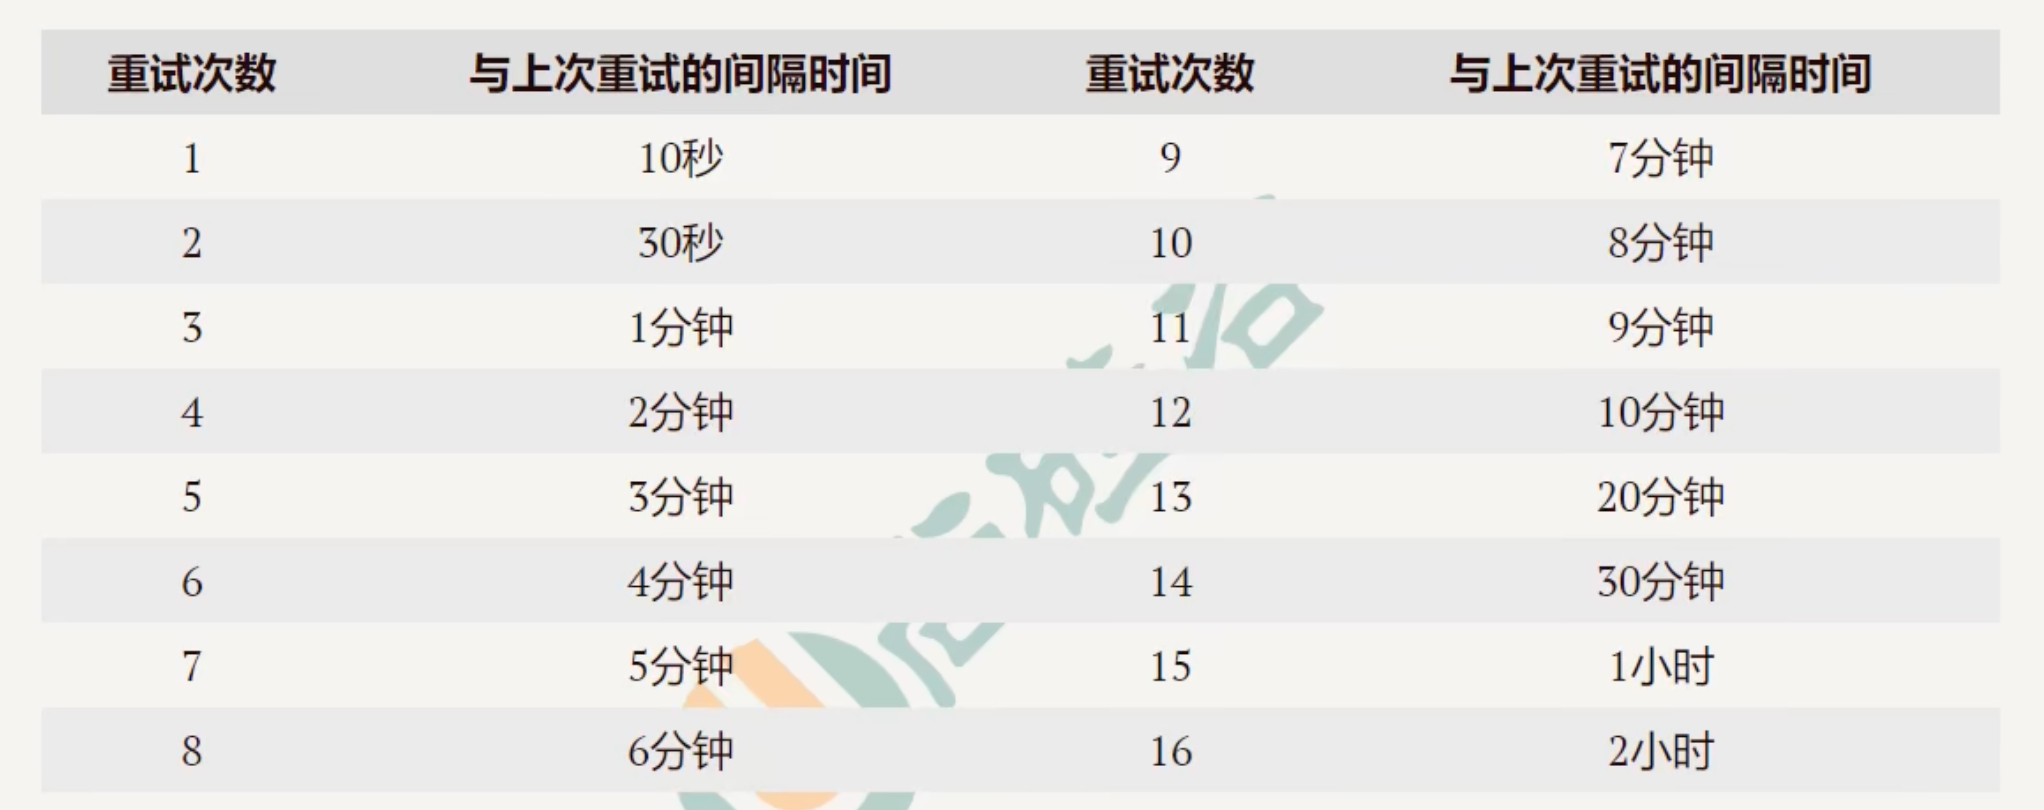 重试次数 与上次重试的间隔时间 重试次数 与上次重试的间隔时间
1 10秒 9 7分钟
2 30秒 10 8分钟
3 1分钟 11 9分钟
4 2分钟 12 10分钟
5 3分钟 13 20分钟
6 4分钟 14 30分钟
7 5分钟 15 1小时
8 6分钟 16 2小时